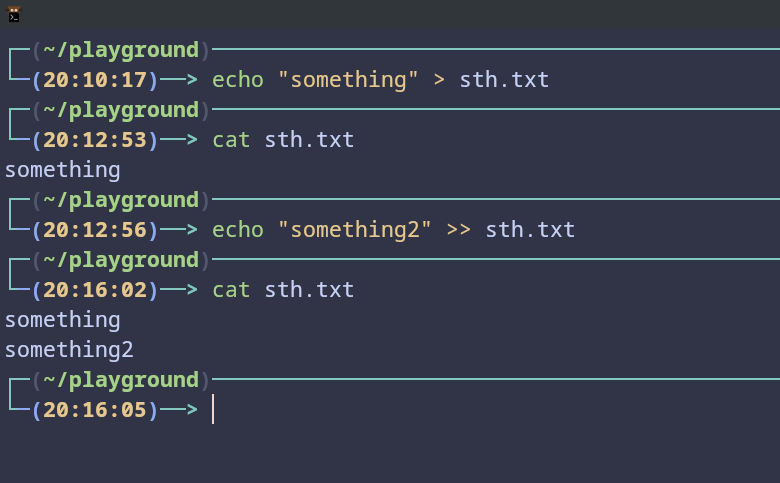 (~/playground)
(20:10:17)—> echo "something" > sth.txt
(~/playground)
(20:12:53)—> cat sth.txt
something
(~/playground)
(20:12:56)—> echo "something2" >> sth.txt
(~/playground)
(20:16:02)—> cat sth.txt
something
something2
(~/playground)
(20:16:05)—>